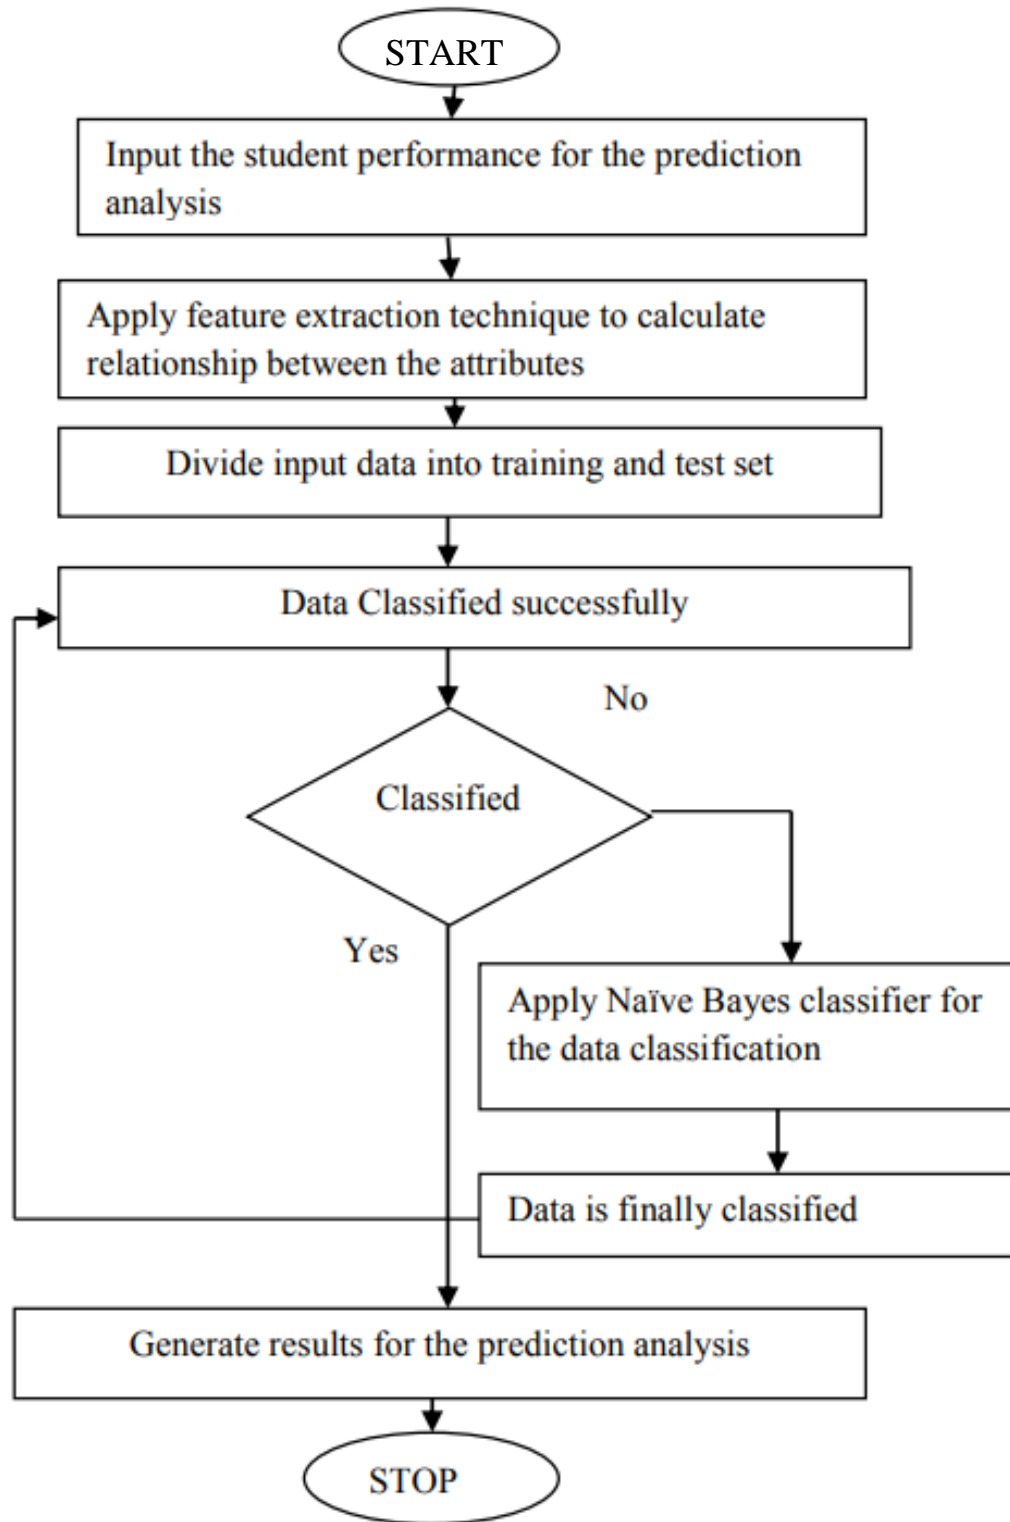 START
Input the student performance for the prediction
analysis
Apply feature extraction technique to calculate
relationship between the attributes
Divide input data into training and test set
Data Classified successfully
No
Classified
Yes
Apply Naïve Bayes classifier for
the data classification
Data is finally classified
Generate results for the prediction analysis
STOP